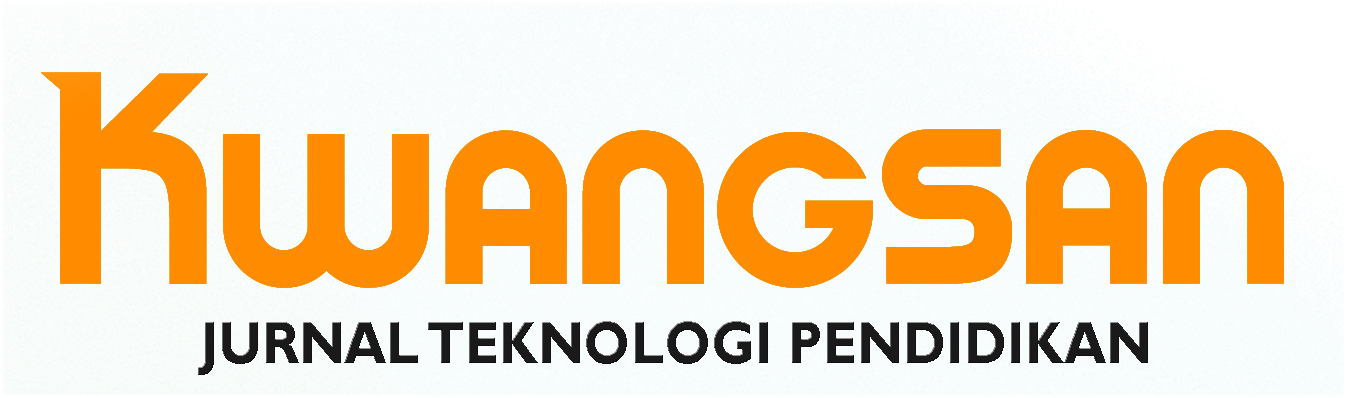 KWANGSAN
JURNAL TEKNOLOGI PENDIDIKAN